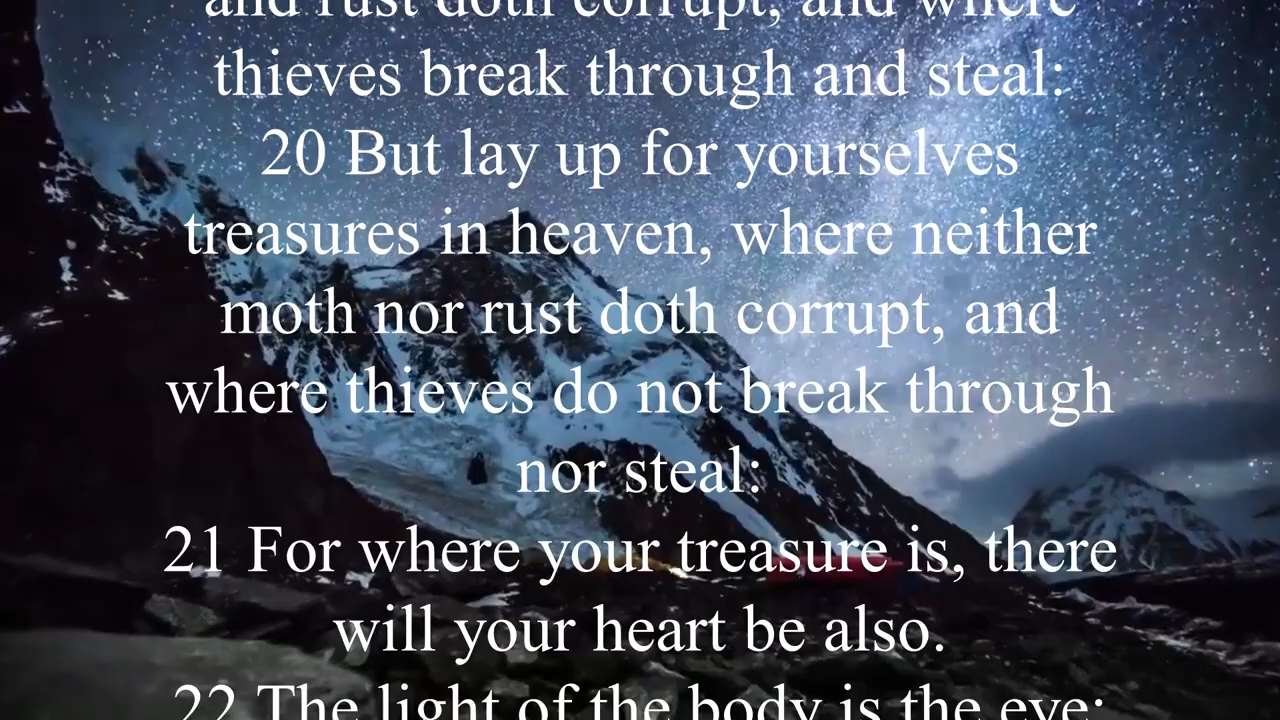 and rust doth corrupt, and where
thieves break through and steal:
20 But lay up for yourselves
treasures in heaven, where neither
moth nor rust doth corrupt, and
where thieves do not break through
nor steal:
21 For where your treasure is, there
will your heart be also.
22 The light of the body is the eye: